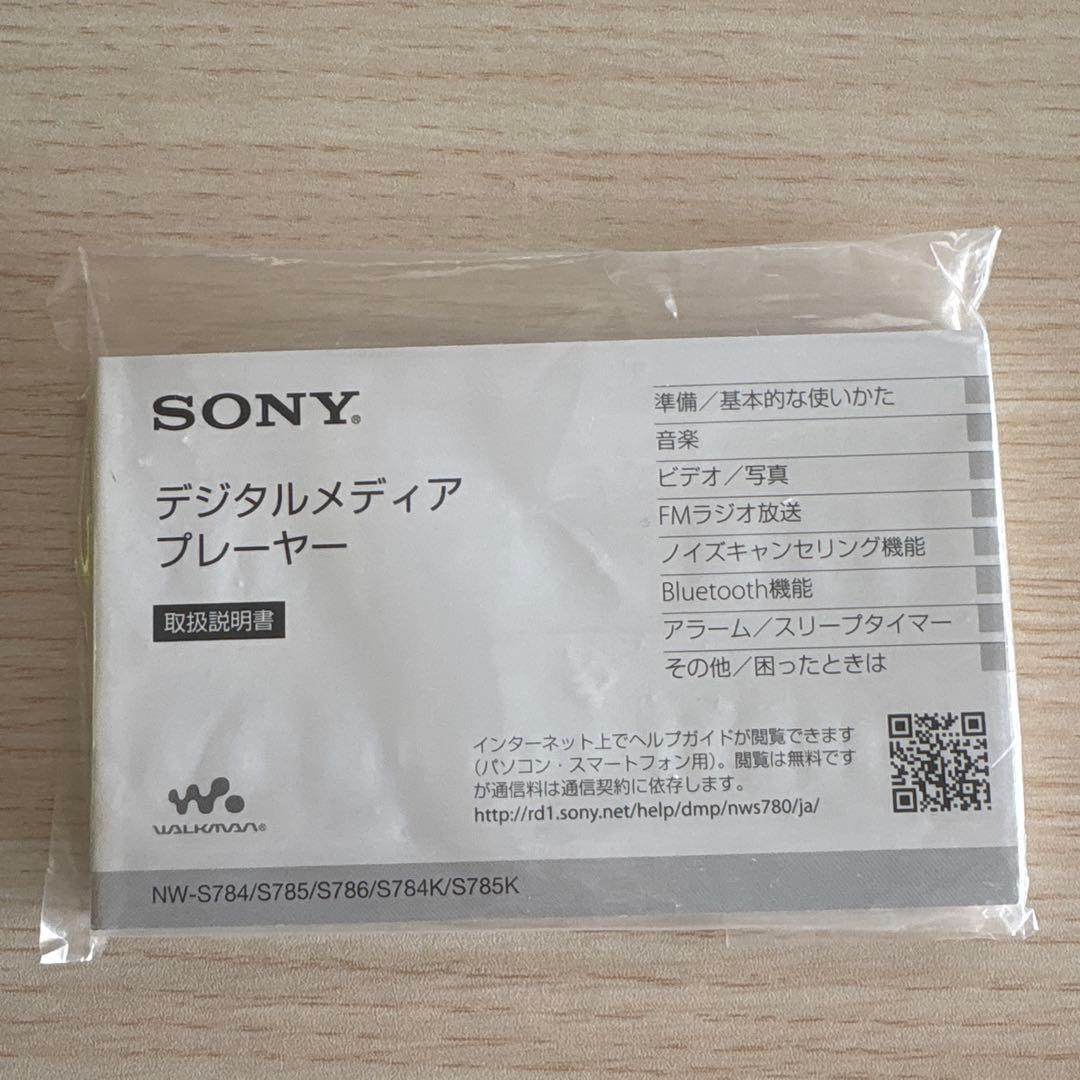 SONY®
デジタルメディア
プレーヤー
取扱説明書
準備／基本的な使いかた
音楽
ビデオ／写真
FMラジオ放送
ノイズキャンセリング機能
Bluetooth機能
アラーム／スリープタイマー
その他／困ったときは
インターネット上でヘルプガイドが閲覧できます
（パソコン・スマートフォン用）。閲覧は無料です
が通信料は通信契約に依存します。
http://rd1.sony.net/help/dmp/nws780/ja/
WALKMAN®
NW-S784/S785/S786/S784K/S785K